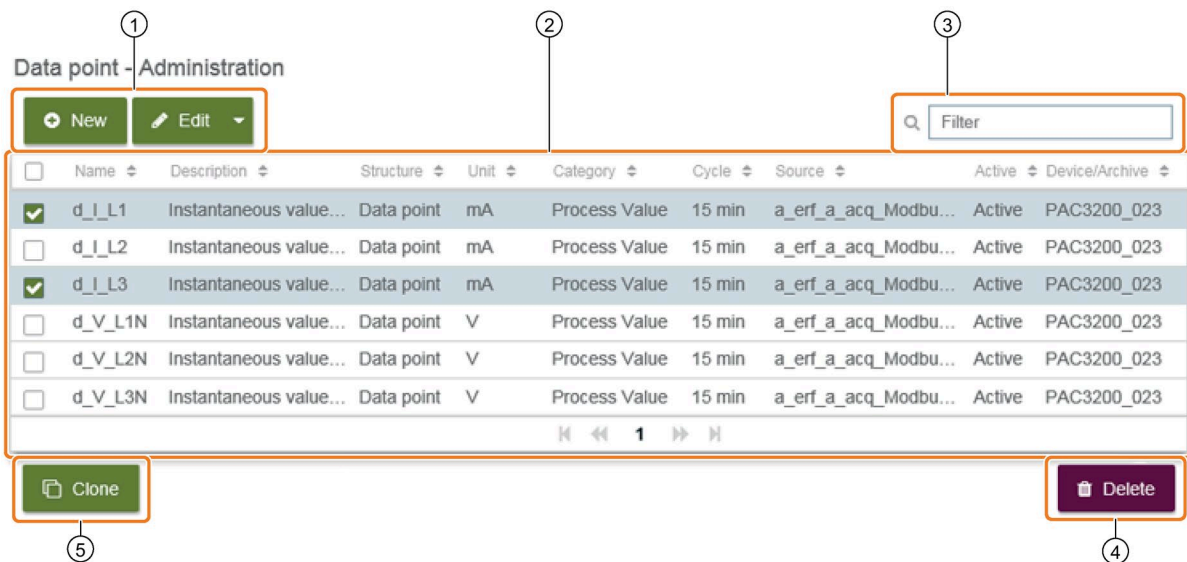 1 2 3
Data point - Administration
New Edit Filter
Name Description Structure Unit Category Cycle Source Active Device/Archive
d_I_L1 Instantaneous value... Data point mA Process Value 15 min a_erf_a_acq_Modbu... Active PAC3200_023
d_I_L2 Instantaneous value... Data point mA Process Value 15 min a_erf_a_acq_Modbu... Active PAC3200_023
d_I_L3 Instantaneous value... Data point mA Process Value 15 min a_erf_a_acq_Modbu... Active PAC3200_023
d_V_L1N Instantaneous value... Data point V Process Value 15 min a_erf_a_acq_Modbu... Active PAC3200_023
d_V_L2N Instantaneous value... Data point V Process Value 15 min a_erf_a_acq_Modbu... Active PAC3200_023
d_V_L3N Instantaneous value... Data point V Process Value 15 min a_erf_a_acq_Modbu... Active PAC3200_023
1
Clone Delete
5 4